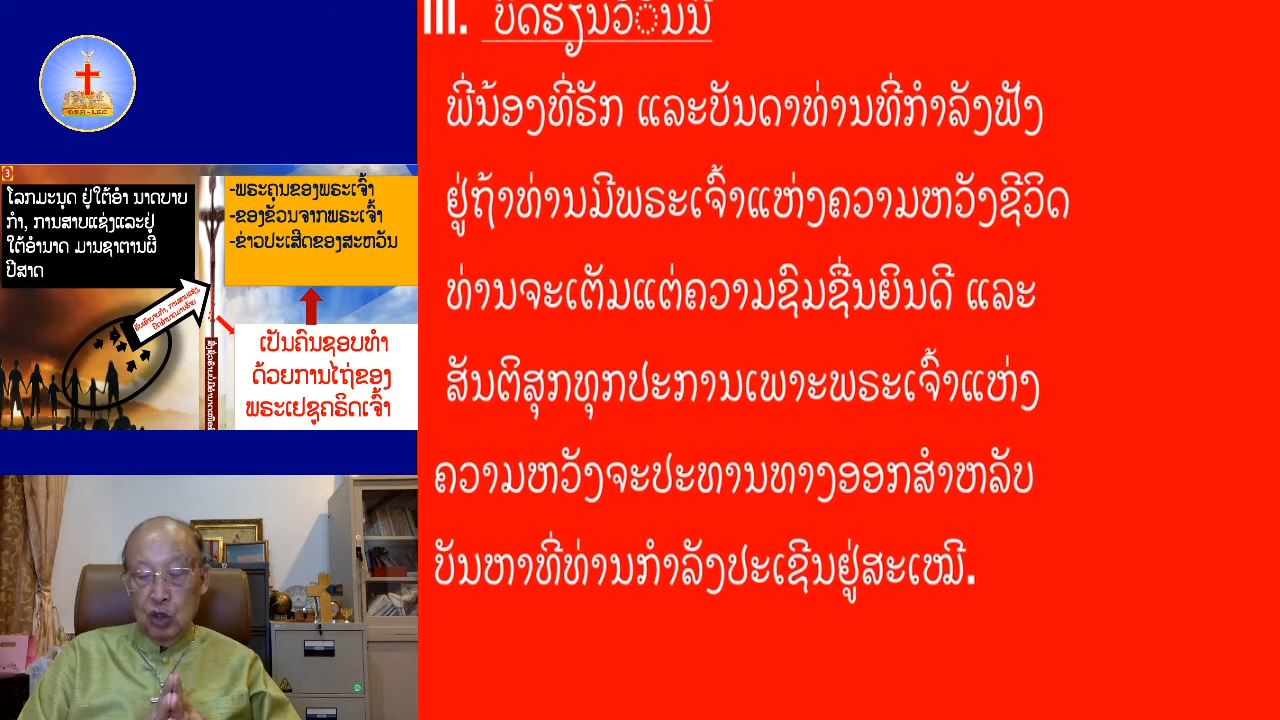 ຄ.ຣ.ລ - LEC
3
ໂລກມະນຸດ ຢູ່ໃຕ້ອຳ ນາດບາບ
ກຳ, ການສາບແຊ່ງແລະຢູ່
ໃຕ້ອຳນາດ ມານຊາຕານຜີ
ປີສາດ
-ພຣະຄຸນຂອງພຣະເຈົ້າ
-ຂອງຂັວນຈາກພຣະເຈົ້າ
-ຂ່າວປະເສີດຂອງສະຫວັນ
ເປັນຄົນຊອບທຳ
ດ້ວຍການໄຖ່ຂອງ
ພຣະເຢຊູຄຣິດເຈົ້າ
III. ບົດຮຽນວັນນີ້
ພີ່ນ້ອງທີ່ຮັກ ແລະບັນດາທ່ານທີ່ກຳລັງຟັງ
ຢູ່ຖ້າທ່ານມີພຣະເຈົ້າແຫ່ງຄວາມຫວັງຊີວິດ
ທ່ານຈະເຕັມແຕ່ຄວາມຊົມຊື່ນຍິນດີ ແລະ
ສັນຕິສຸກທຸກປະການເພາະພຣະເຈົ້າແຫ່ງ
ຄວາມຫວັງຈະປະທານທາງອອກສຳຫລັບ
ບັນຫາທີ່ທ່ານກຳລັງປະເຊີນຢູ່ສະເໝີ.